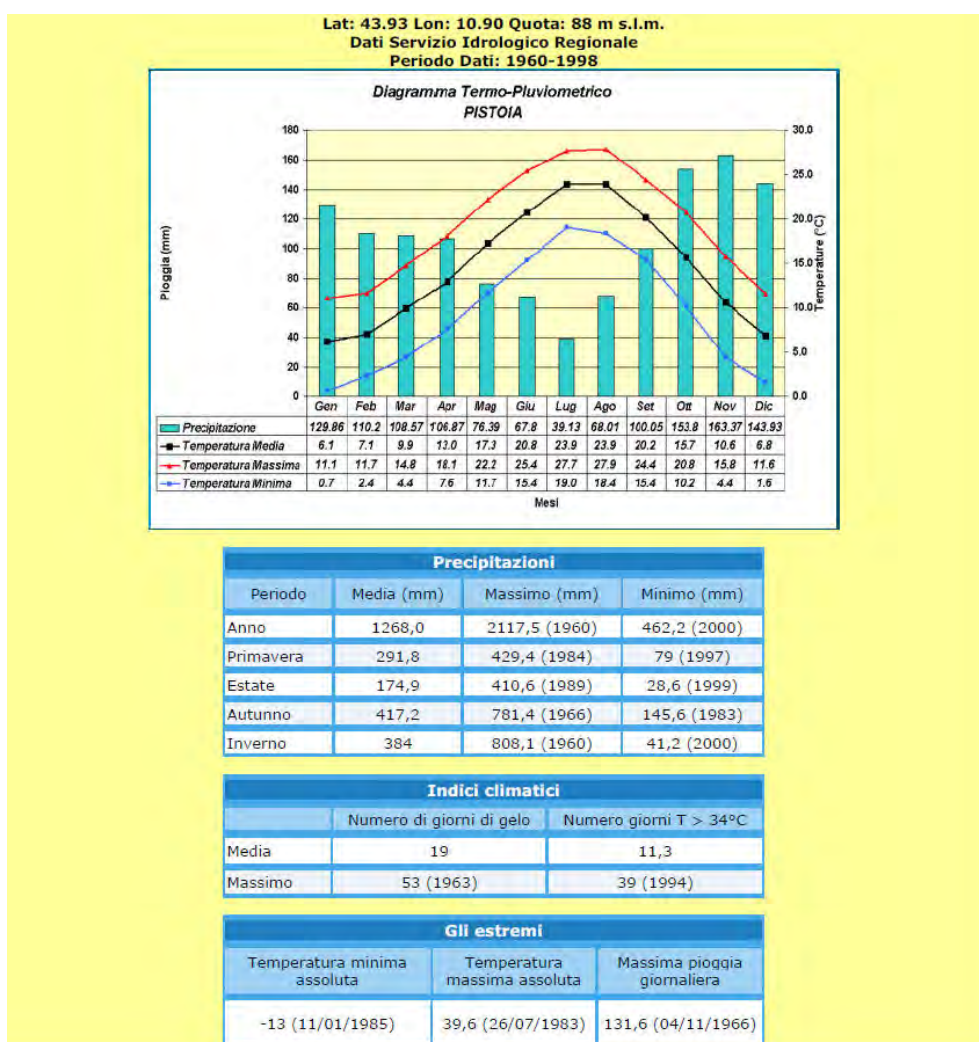 Lat: 43.93 Lon: 10.90 Quota: 88 m s.l.m.
Dati Servizio Idrologico Regionale
Periodo Dati: 1960-1998
Diagramma Termo-Pluviometrico
PISTOIA
Pioggia (mm)
180
160
140
120
100
80
60
40
20
0
30.0
25.0
20.0
15.0
10.0
5.0
0.0
Temperature (°C)
Gen Feb Mar Apr Mag Giu Lug Ago Set Ott Nov Dic
Precipitazione 129.86 110.2 108.57 106.87 76.39 67.8 39.13 68.01 100.05 153.8 163.37 143.93
Temperatura Media 6.1 7.1 9.9 13.0 17.3 20.8 23.9 23.9 20.2 15.7 10.6 6.8
Temperatura Massima 11.1 11.7 14.8 18.1 22.2 25.4 27.7 27.9 24.4 20.8 15.8 11.6
Temperatura Minima 0.7 2.4 4.4 7.6 11.7 15.4 19.0 18.4 15.4 10.2 4.4 1.6
Mesi
Precipitazioni
Periodo Media (mm) Massimo (mm) Minimo (mm)
Anno 1268,0 2117,5 (1960) 462,2 (2000)
Primavera 291,8 429,4 (1984) 79 (1997)
Estate 174,9 410,6 (1989) 28,6 (1999)
Autunno 417,2 781,4 (1966) 145,6 (1983)
Inverno 384 808,1 (1960) 41,2 (2000)
Indici climatici
Numero di giorni di gelo Numero giorni T > 34°C
Media 19 11,3
Massimo 53 (1963) 39 (1994)
Gli estremi
Temperatura minima assoluta Temperatura massima assoluta Massima pioggia giornaliera
-13 (11/01/1985) 39,6 (26/07/1983) 131,6 (04/11/1966)